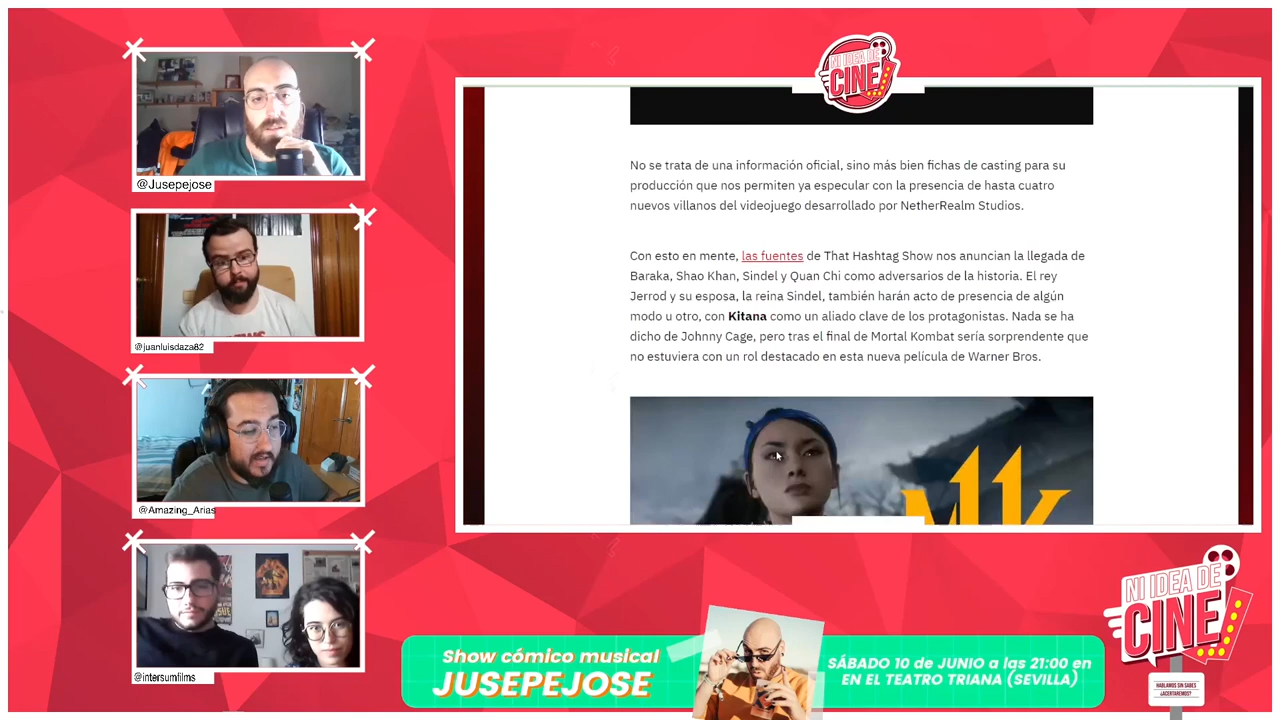 @Jusepejose
@juanluisdaza82
@Amazing_Arias
@intersumfilms
NI IDEA DE
CINE!
No se trata de una información oficial, sino más bien fichas de casting para su
producción que nos permiten ya especular con la presencia de hasta cuatro
nuevos villanos del videojuego desarrollado por NetherRealm Studios.
Con esto en mente, las fuentes de That Hashtag Show nos anuncian la llegada de
Baraka, Shao Khan, Sindel y Quan Chi como adversarios de la historia. El rey
Jerrod y su esposa, la reina Sindel, también harán acto de presencia de algún
modo u otro, con Kitana como un aliado clave de los protagonistas. Nada se ha
dicho de Johnny Cage, pero tras el final de Mortal Kombat sería sorprendente que
no estuviera con un rol destacado en esta nueva película de Warner Bros.
MK
Show cómico musical
JUSEPEJOSE
SÁBADO 10 de JUNIO a las 21:00 en
EN EL TEATRO TRIANA (SEVILLA)
NI IDEA DE
CINE!
HABLAMOS SIN SABER
¿ACERTAREMOS?